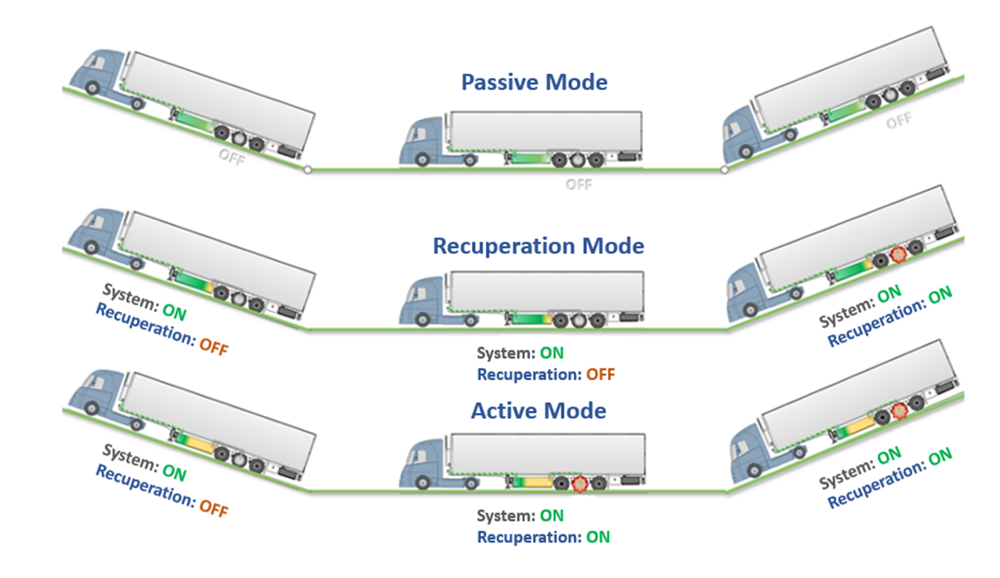 Passive Mode
OFF
OFF
OFF
Recuperation Mode
System: ON
Recuperation: OFF
System: ON
Recuperation: OFF
System: ON
Recuperation: ON
Active Mode
System: ON
Recuperation: OFF
System: ON
Recuperation: ON
System: ON
Recuperation: ON